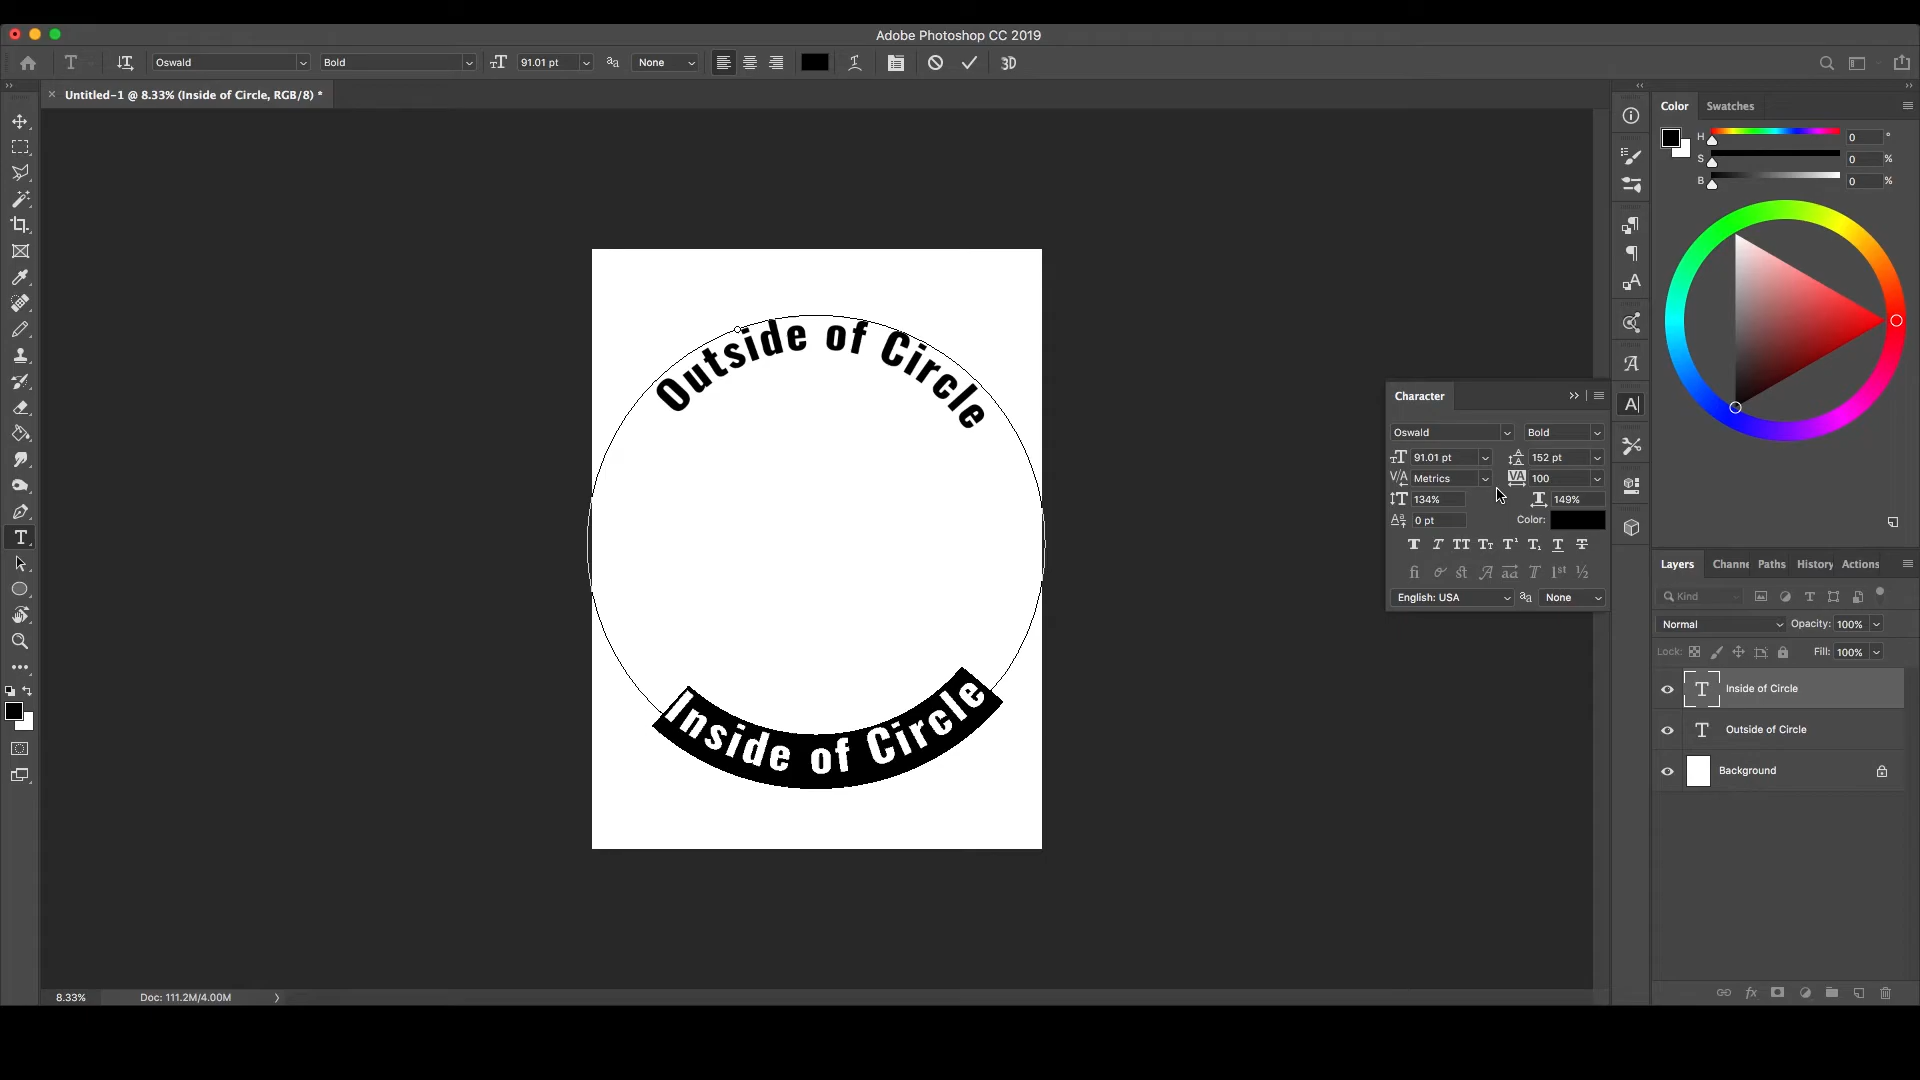 Adobe Photoshop CC 2019
Oswald
Bold
91.01 pt
None
3D
Untitled-1 @ 8.33% (Inside of Circle, RGB/8) *
Color
Swatches
H
0
°
S
0
%
B
0
%
Outside of Circle
Inside of Circle
Character
Oswald
Bold
91.01 pt
152 pt
Metrics
100
134%
149%
0 pt
Color:
English: USA
None
Layers
Channe
Paths
History
Actions
Kind
Normal
Opacity:
100%
Lock:
Fill:
100%
Inside of Circle
Outside of Circle
Background
8.33%
Doc: 111.2M/4.00M